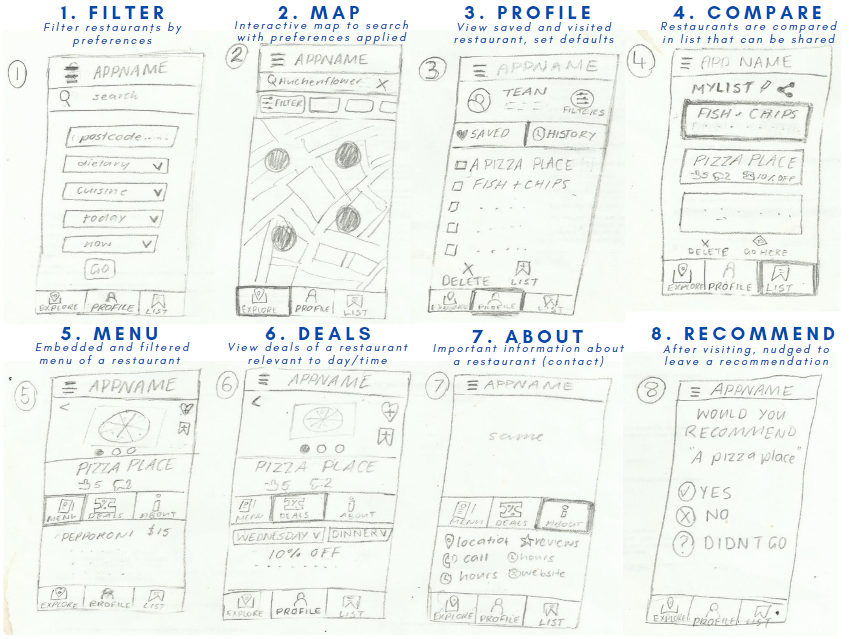 1. FILTER
Filter restaurants by
preferences
1
APPNAME
search
postcode....
dietary
cuisine
today
now
GO
EXPLORE PROFILE LIST
2. MAP
Interactive map to search
with preferences applied
2
APPNAME
Auchenflower X
FILTER
EXPLORE PROFILE LIST
3. PROFILE
View saved and visited
restaurant, set defaults
3
APPNAME
TEAN
FILTERS
SAVED HISTORY
A PIZZA PLACE
FISH + CHIPS
X
DELETE LIST
EXPLORE PROFILE LIST
4. COMPARE
Restaurants are compared
in list that can be shared
4
APP NAME
MYLIST
FISH + CHIPS
PIZZA PLACE
5 2 10% OFF
X
DELETE GO HERE
EXPLORE PROFILE LIST
5. MENU
Embedded and filtered
menu of a restaurant
5
APPNAME
<
PIZZA PLACE
5 2
MENU DEALS ABOUT
PEPPORONI $15
EXPLORE PROFILE LIST
6. DEALS
View deals of a restaurant
relevant to day/time
6
APPNAME
<
PIZZA PLACE
5 2
MENU DEALS ABOUT
WEDNESDAY V DINNER V
10% OFF
EXPLORE PROFILE LIST
7. ABOUT
Important information about
a restaurant (contact)
7
APPNAME
same
MENU DEALS ABOUT
location reviews
call hours
hours website
EXPLORE PROFILE LIST
8. RECOMMEND
After visiting, nudged to
leave a recommendation
8
APPNAME
WOULD YOU
RECOMMEND
"A pizza place"
YES
NO
? DIDNT GO
EXPLORE PROFILE LIST